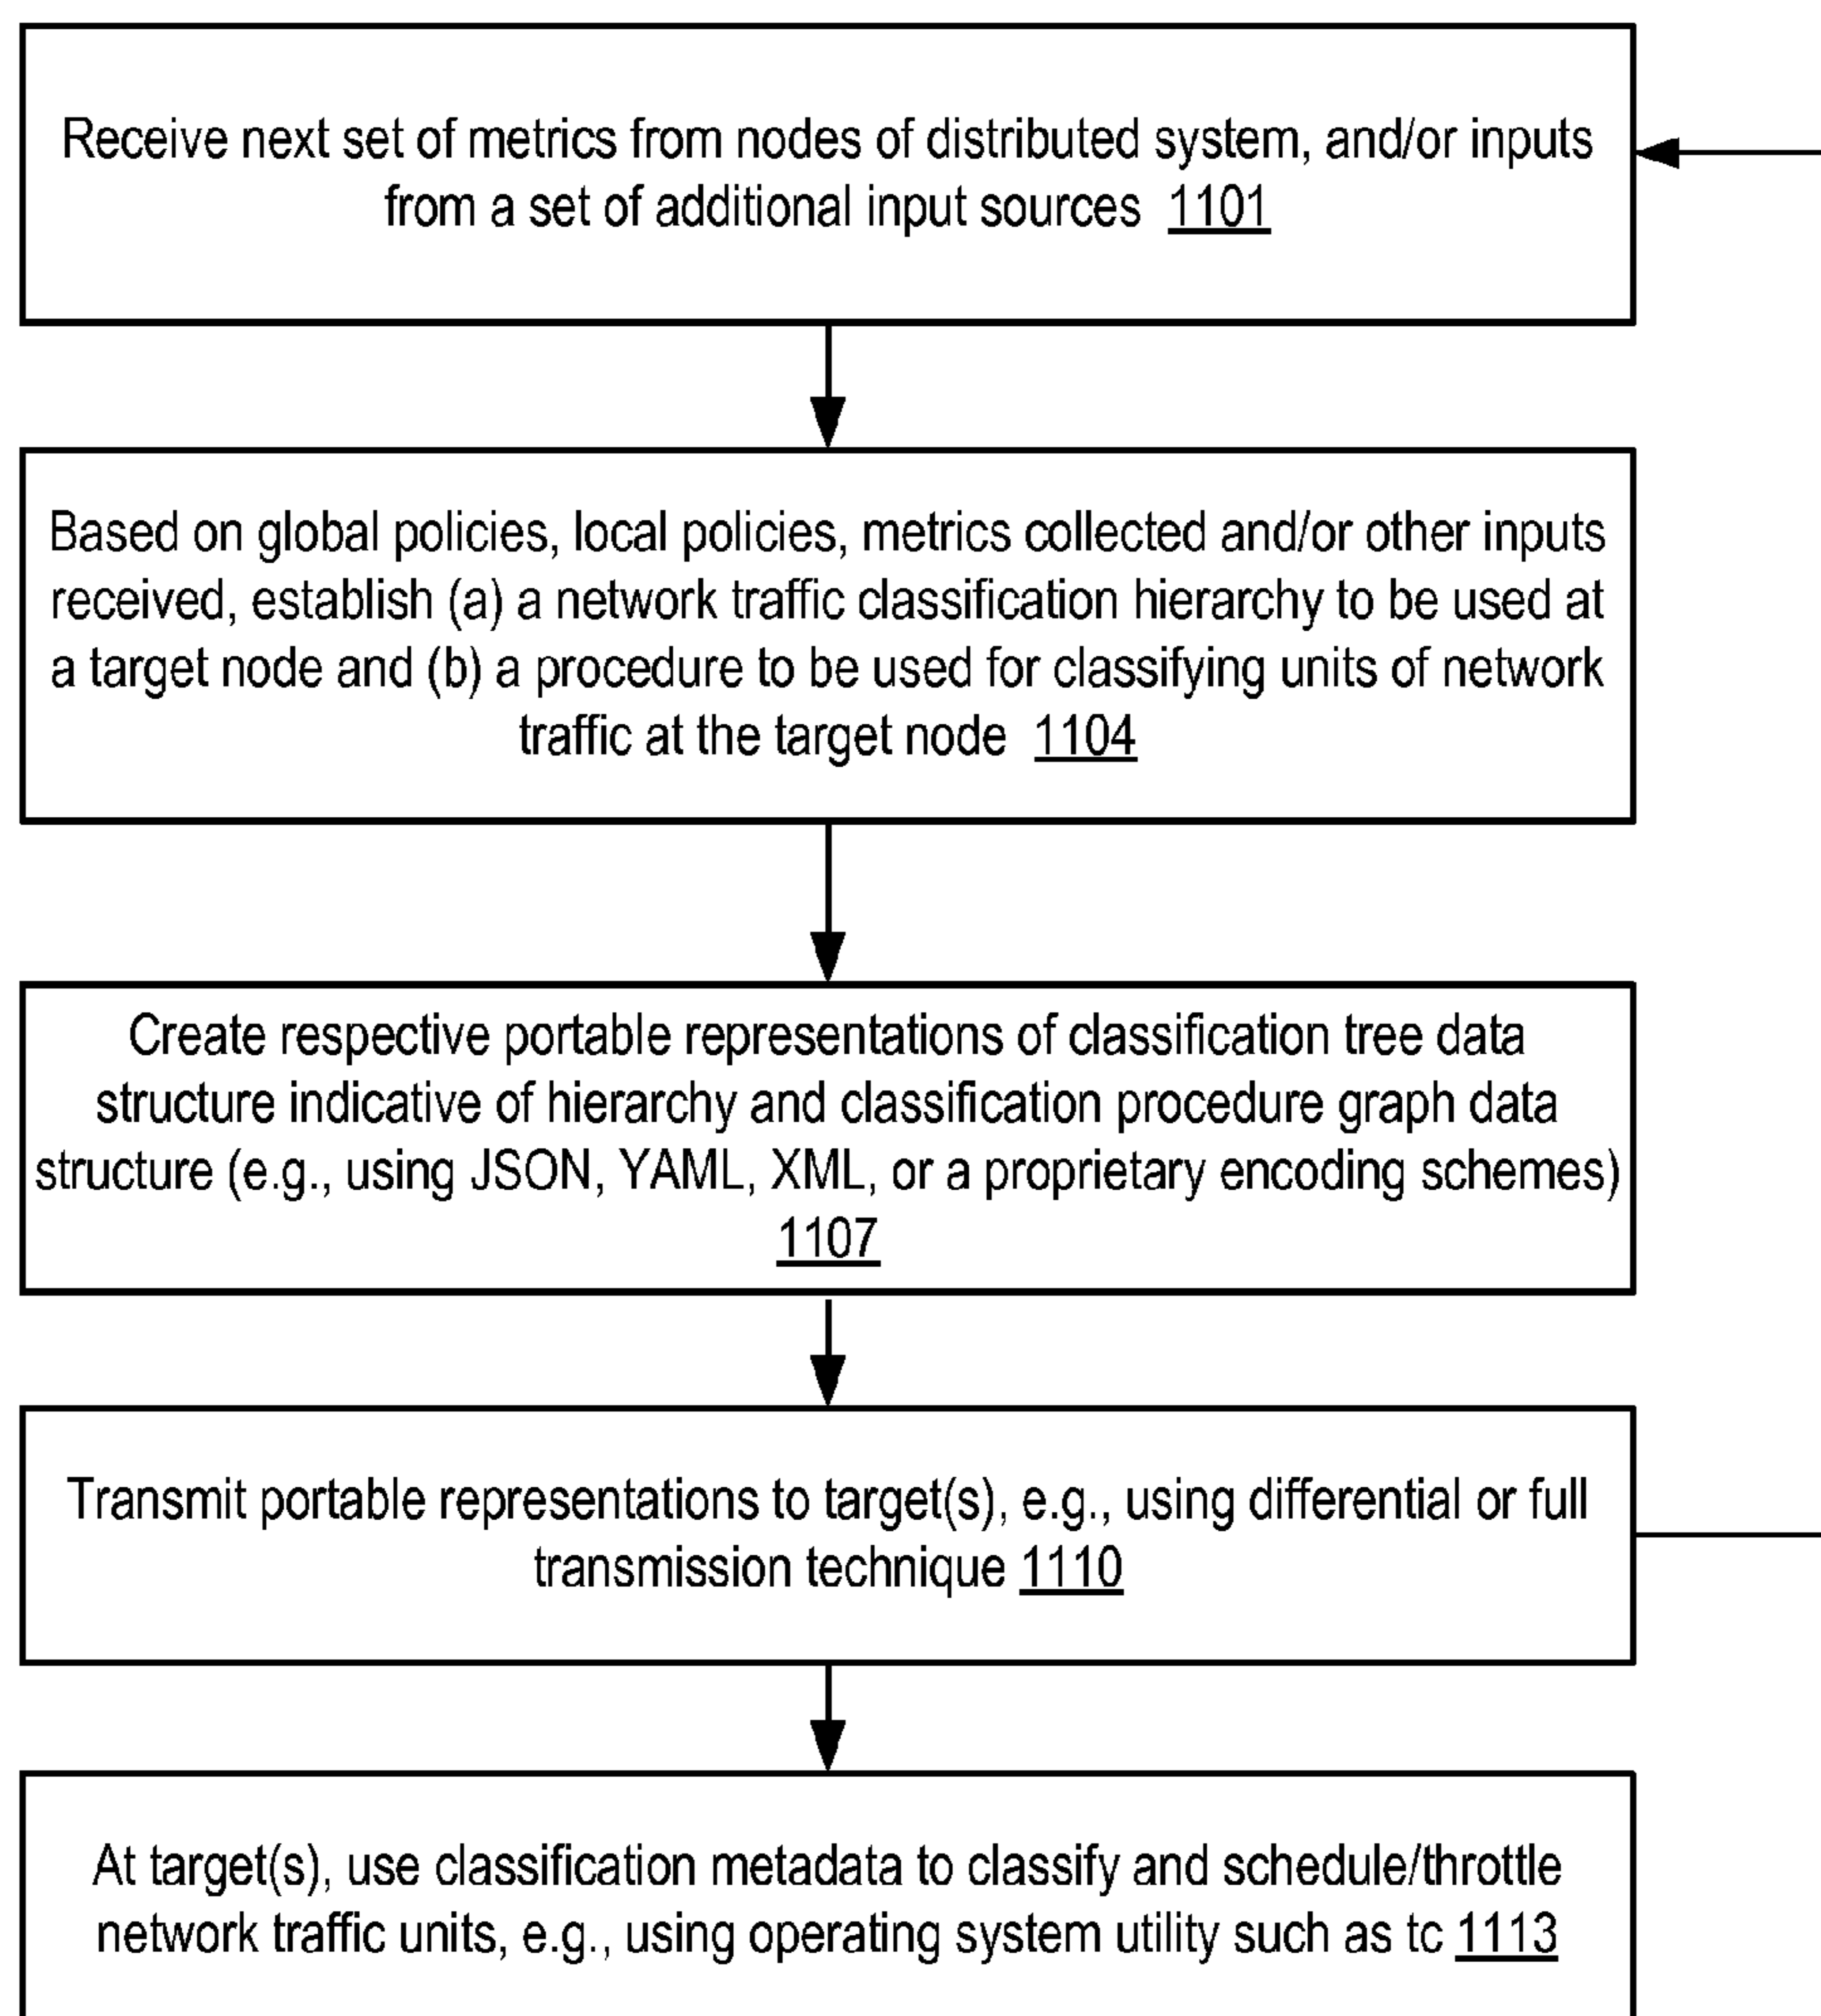 Receive next set of metrics from nodes of distributed system, and/or inputs
from a set of additional input sources 1101
Based on global policies, local policies, metrics collected and/or other inputs
received, establish (a) a network traffic classification hierarchy to be used at
a target node and (b) a procedure to be used for classifying units of network
traffic at the target node 1104
Create respective portable representations of classification tree data
structure indicative of hierarchy and classification procedure graph data
structure (e.g., using JSON, YAML, XML, or a proprietary encoding schemes)
1107
Transmit portable representations to target(s), e.g., using differential or full
transmission technique 1110
At target(s), use classification metadata to classify and schedule/throttle
network traffic units, e.g., using operating system utility such as tc 1113